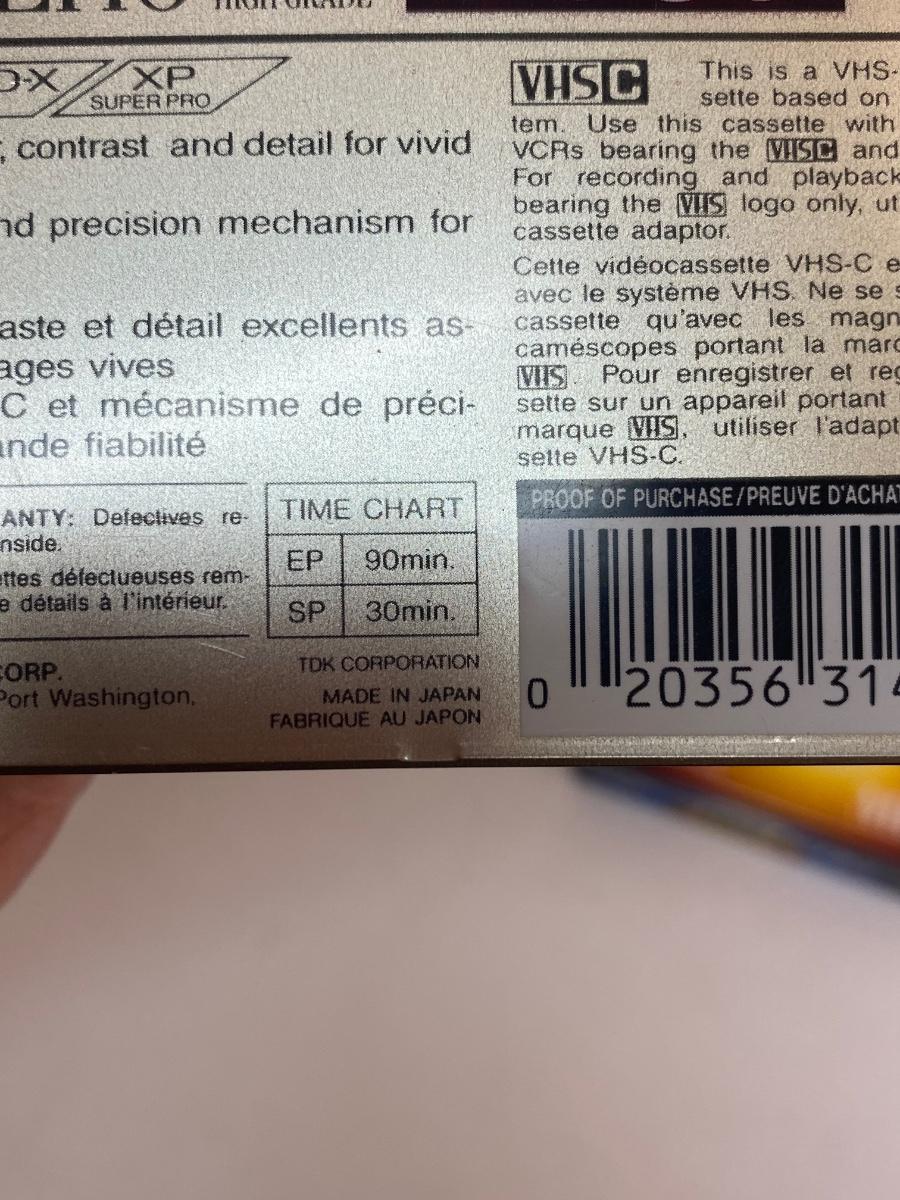 HIGH GRADE
XP
SUPER PRO
, contrast and detail for vivid
nd precision mechanism for
aste et détail excellents as-
ages vives
C et mécanisme de préci-
ande fiabilité
ANTY: Defectives re-
nside.
ttes défectueuses rem-
e détails à l'intérieur.
CORP.
Port Washington,
TIME CHART
EP 90min.
SP 30min.
TDK CORPORATION
MADE IN JAPAN
FABRIQUE AU JAPON
VHS C This is a VHS-
sette based on
tem. Use this cassette with
VCRs bearing the VHS C and
For recording and playback
bearing the VHS logo only, ut
cassette adaptor.
Cette vidéocassette VHS-C e
avec le système VHS. Ne se s
cassette qu'avec les magn
caméscopes portant la marq
VHS. Pour enregistrer et reg
sette sur un appareil portant
marque VHS, utiliser l'adapt
sette VHS-C.
PROOF OF PURCHASE/PREUVE D'ACHAT
0 20356 314